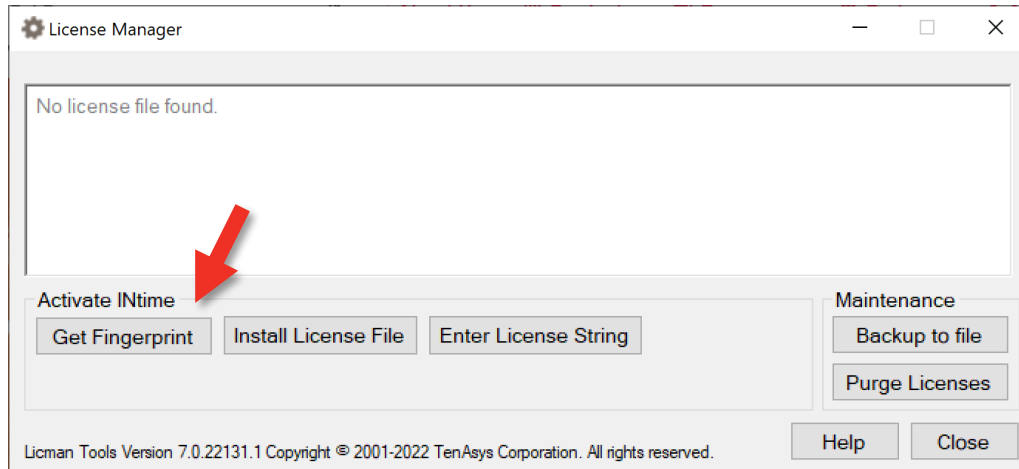 License Manager
No license file found.
Activate INtime
Maintenance
Get Fingerprint
Install License File
Enter License String
Backup to file
Purge Licenses
Licman Tools Version 7.0.22131.1 Copyright © 2001-2022 TenAsys Corporation. All rights reserved.
Help
Close